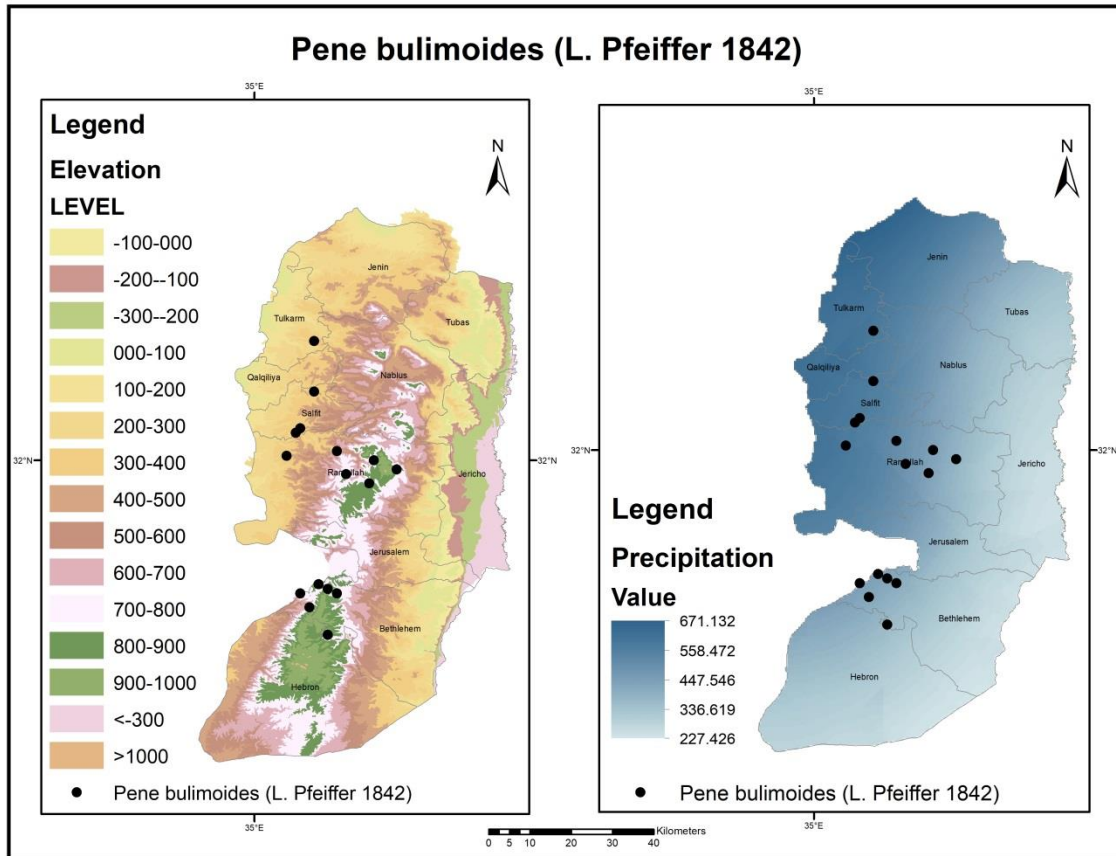 Pene bulimoides (L. Pfeiffer 1842)
35°E
Legend
Elevation
LEVEL
-100-000
-200--100
-300--200
000-100
100-200
200-300
300-400
400-500
500-600
600-700
700-800
800-900
900-1000
<-300
>1000
Pene bulimoides (L. Pfeiffer 1842)
N
Jenin
Tulkarm
Tubas
Qalqiliya
Nablus
Salfit
32°N
Ramallah
Jericho
Jerusalem
Bethlehem
Hebron
35°E
35°E
N
Jenin
Tulkarm
Tubas
Qalqiliya
Nablus
Salfit
32°N
32°N
Ramallah
Jericho
Jerusalem
Bethlehem
Hebron
Legend
Precipitation
Value
671.132
558.472
447.546
336.619
227.426
Pene bulimoides (L. Pfeiffer 1842)
35°E
Kilometers
0 5 10 20 30 40